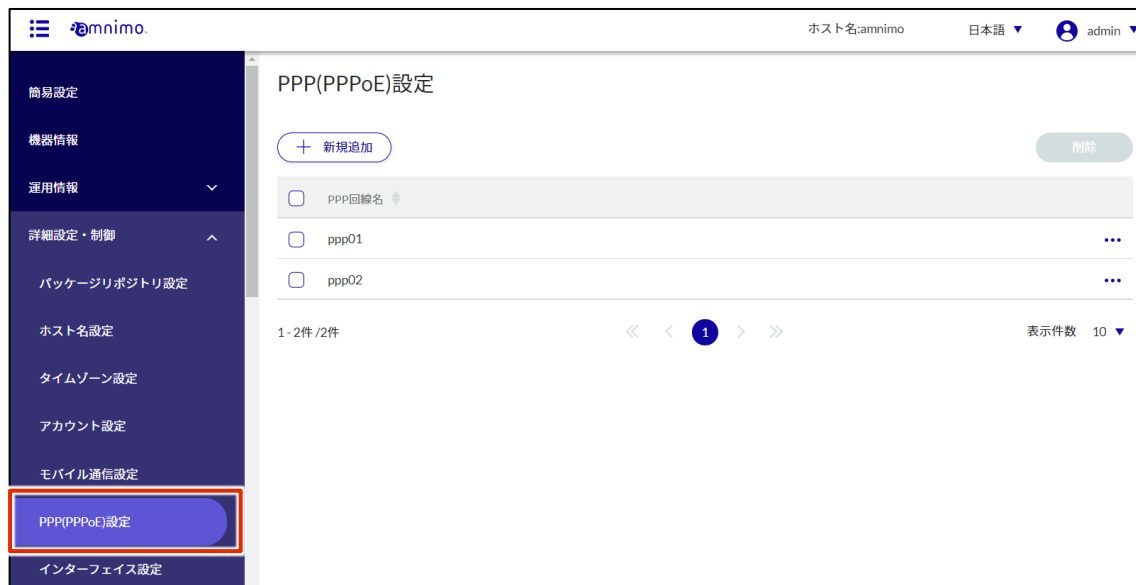 amnimo
ホスト名:amnimo
日本語 ▼
admin ▼
簡易設定
機器情報
運用情報
詳細設定・制御
パッケージリポジトリ設定
ホスト名設定
タイムゾーン設定
アカウント設定
モバイル通信設定
PPP(PPPoE)設定
インターフェイス設定
PPP(PPPoE)設定
＋ 新規追加
削除
PPP回線名
ppp01
ppp02
1 - 2件 /2件
1
表示件数 10 ▼